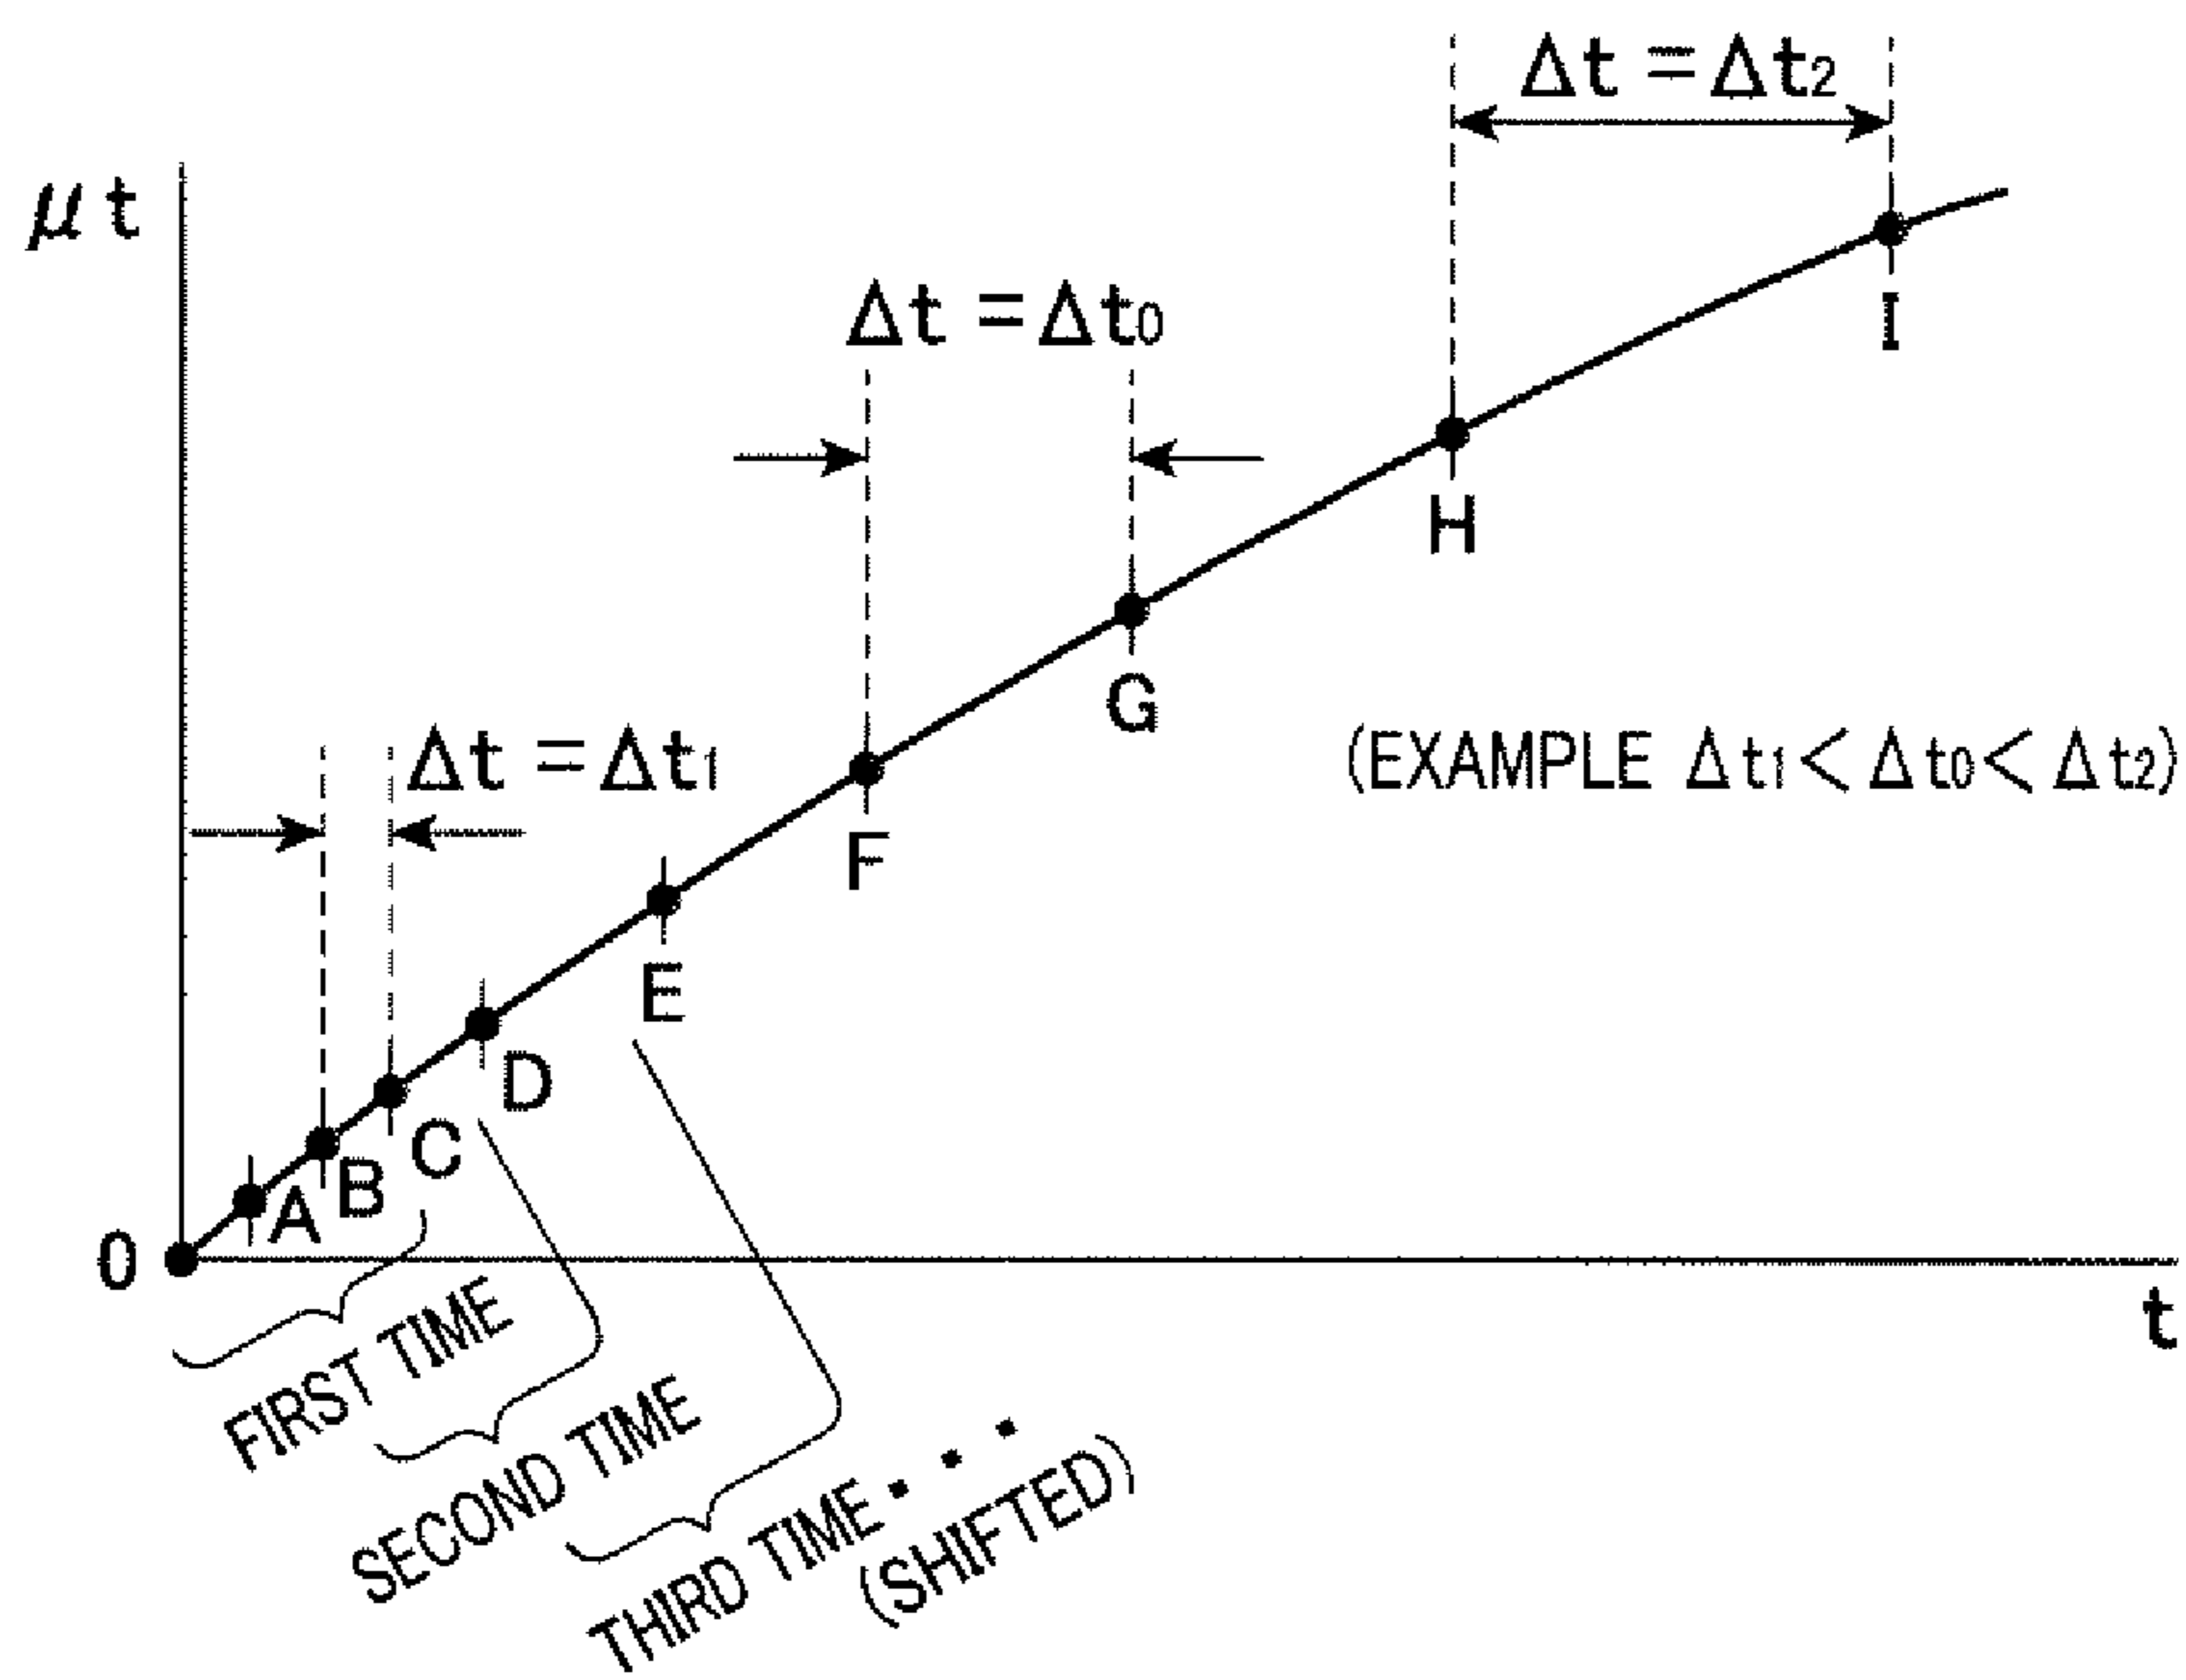 Δt = Δt2
μt
Δt = Δt0
I
H
G
Δt = Δt1
(EXAMPLE Δt1<Δt0<Δt2)
F
E
D
C
B
A
0
t
FIRST TIME
SECOND TIME
THIRD TIME・・・
(SHIFTED)